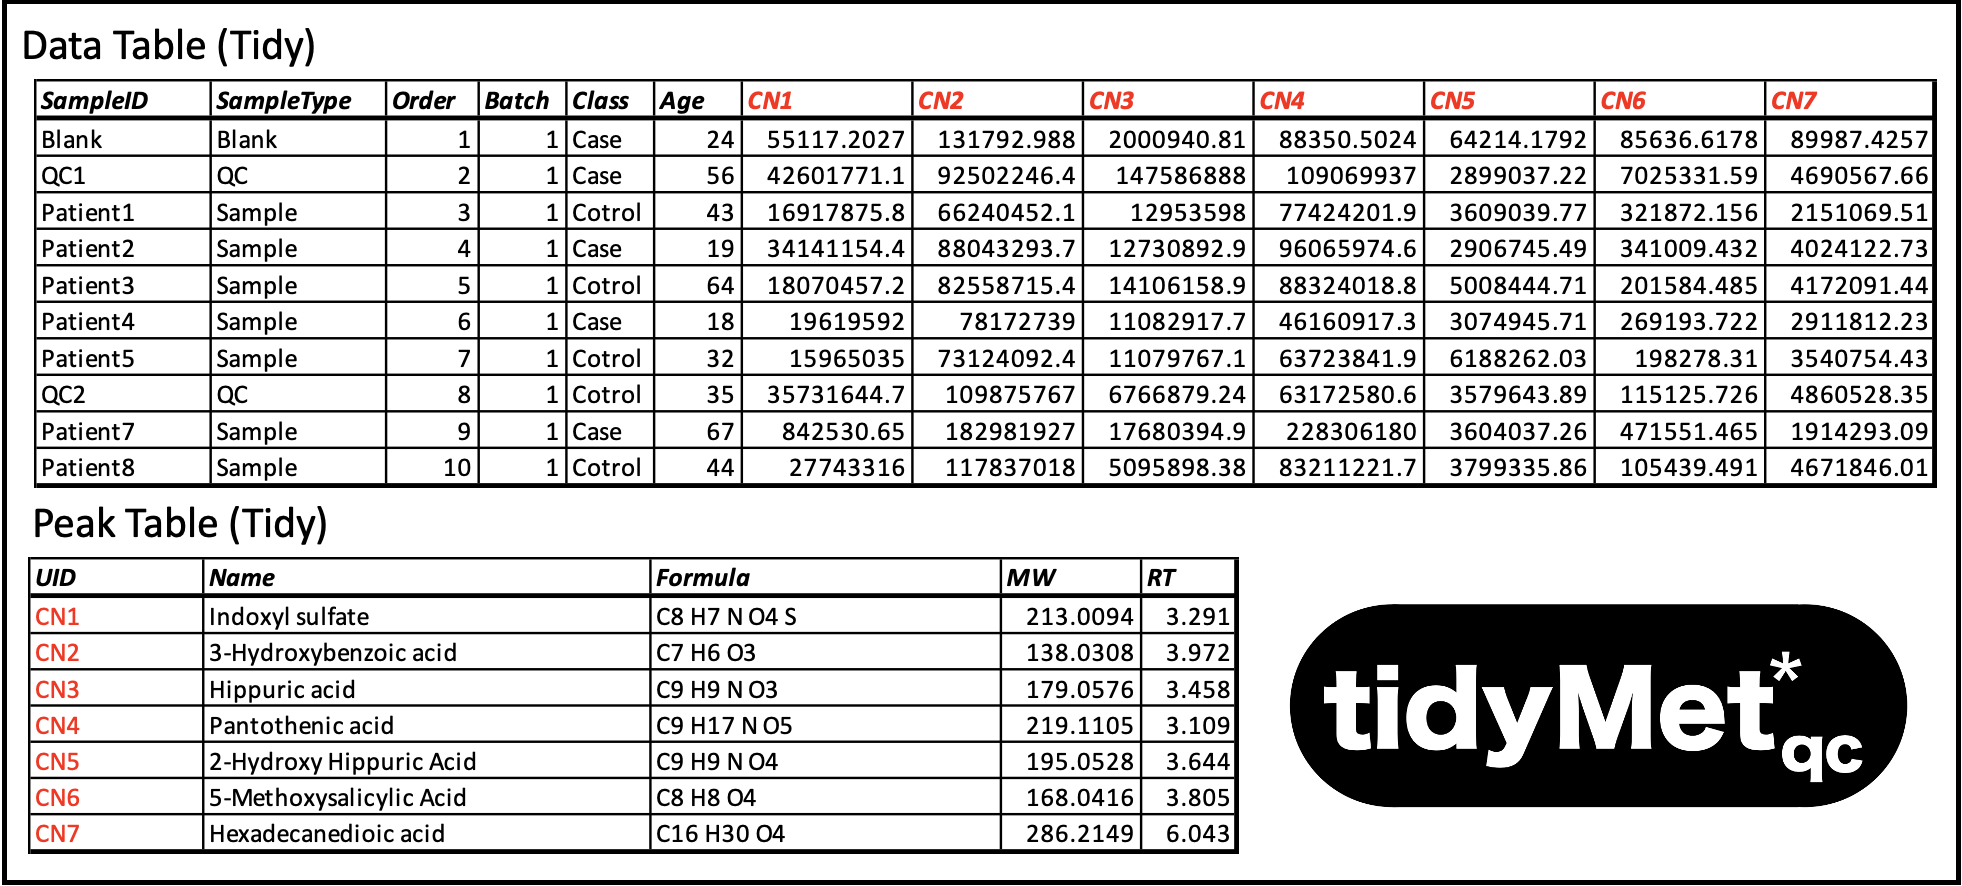 Data Table (Tidy)
SampleID SampleType Order Batch Class Age CN1 CN2 CN3 CN4 CN5 CN6 CN7
Blank Blank 1 1 Case 24 55117.2027 131792.988 2000940.81 88350.5024 64214.1792 85636.6178 89987.4257
QC1 QC 2 1 Case 56 42601771.1 92502246.4 147586888 109069937 2899037.22 7025331.59 4690567.66
Patient1 Sample 3 1 Cotrol 43 16917875.8 66240452.1 12953598 77424201.9 3609039.77 321872.156 2151069.51
Patient2 Sample 4 1 Case 19 34141154.4 88043293.7 12730892.9 96065974.6 2906745.49 341009.432 4024122.73
Patient3 Sample 5 1 Cotrol 64 18070457.2 82558715.4 14106158.9 88324018.8 5008444.71 201584.485 4172091.44
Patient4 Sample 6 1 Case 18 19619592 78172739 11082917.7 46160917.3 3074945.71 269193.722 2911812.23
Patient5 Sample 7 1 Cotrol 32 15965035 73124092.4 11079767.1 63723841.9 6188262.03 198278.31 3540754.43
QC2 QC 8 1 Cotrol 35 35731644.7 109875767 6766879.24 63172580.6 3579643.89 115125.726 4860528.35
Patient7 Sample 9 1 Case 67 842530.65 182981927 17680394.9 228306180 3604037.26 471551.465 1914293.09
Patient8 Sample 10 1 Cotrol 44 27743316 117837018 5095898.38 83211221.7 3799335.86 105439.491 4671846.01
Peak Table (Tidy)
UID Name Formula MW RT
CN1 Indoxyl sulfate C8 H7 N O4 S 213.0094 3.291
CN2 3-Hydroxybenzoic acid C7 H6 O3 138.0308 3.972
CN3 Hippuric acid C9 H9 N O3 179.0576 3.458
CN4 Pantothenic acid C9 H17 N O5 219.1105 3.109
CN5 2-Hydroxy Hippuric Acid C9 H9 N O4 195.0528 3.644
CN6 5-Methoxysalicylic Acid C8 H8 O4 168.0416 3.805
CN7 Hexadecanedioic acid C16 H30 O4 286.2149 6.043
tidyMet*qc